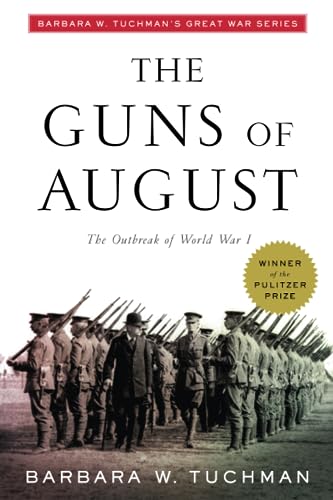 BARBARA W. TUCHMAN'S GREAT WAR SERIES
THE
GUNS OF
AUGUST
The Outbreak of World War I
WINNER
of the
PULITZER
PRIZE
BARBARA W. TUCHMAN